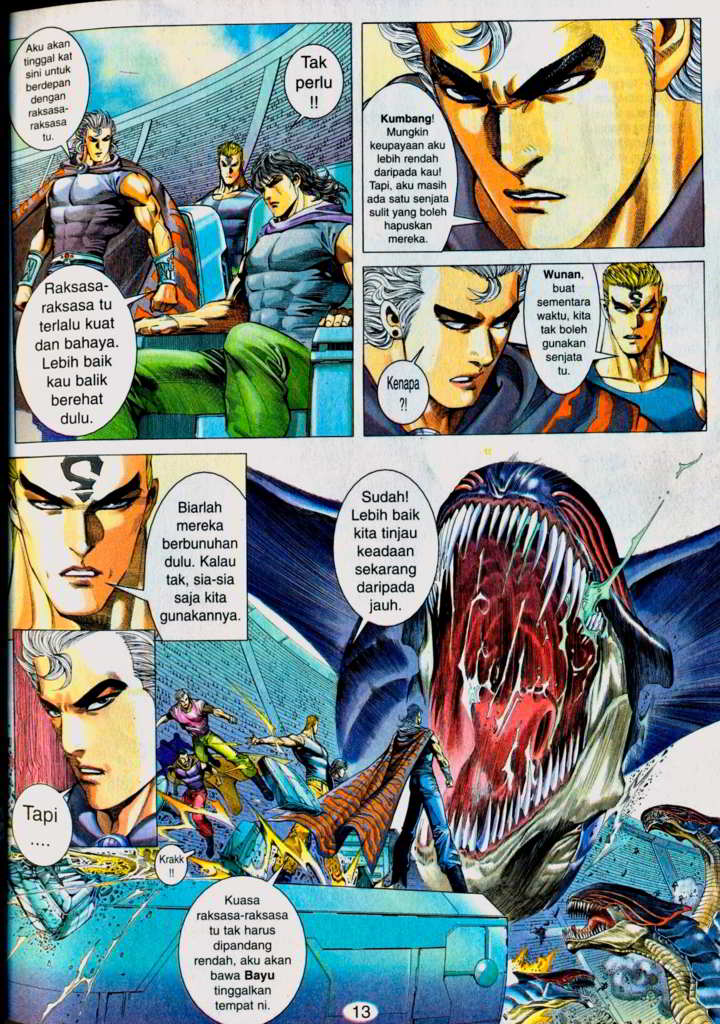 Aku akan
tinggal kat
sini untuk
berdepan
dengan
raksasa-
raksasa
tu.
Tak
perlu
!!
Raksasa-
raksasa tu
terlalu kuat
dan bahaya.
Lebih baik
kau balik
berehat
dulu.
Kumbang!
Mungkin
keupayaan aku
lebih rendah
daripada kau!
Tapi, aku masih
ada satu senjata
sulit yang boleh
hapuskan
mereka.
Wunan,
buat
sementara
waktu, kita
tak boleh
gunakan
senjata
tu.
Kenapa
?!
Biarlah
mereka
berbunuhan
dulu. Kalau
tak, sia-sia
saja kita
gunakannya.
Sudah!
Lebih baik
kita tinjau
keadaan
sekarang
daripada
jauh.
Tapi
....
Krakk
!!
Kuasa
raksasa-raksasa
tu tak harus
dipandang
rendah, aku akan
bawa Bayu
tinggalkan
tempat ni.
13